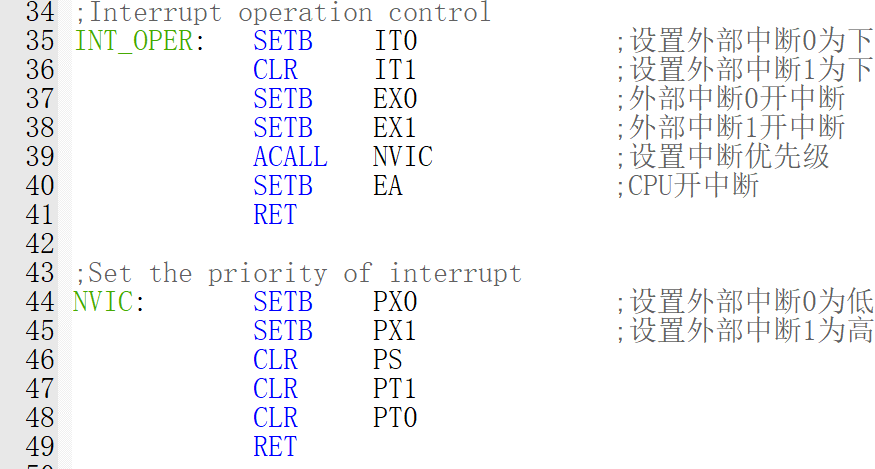 34 ;Interrupt operation control
35 INT_OPER: SETB IT0 ;设置外部中断0为下
36 CLR IT1 ;设置外部中断1为下
37 SETB EX0 ;外部中断0开中断
38 SETB EX1 ;外部中断1开中断
39 ACALL NVIC ;设置中断优先级
40 SETB EA ;CPU开中断
41 RET
42
43 ;Set the priority of interrupt
44 NVIC: SETB PX0 ;设置外部中断0为低
45 SETB PX1 ;设置外部中断1为高
46 CLR PS
47 CLR PT1
48 CLR PT0
49 RET